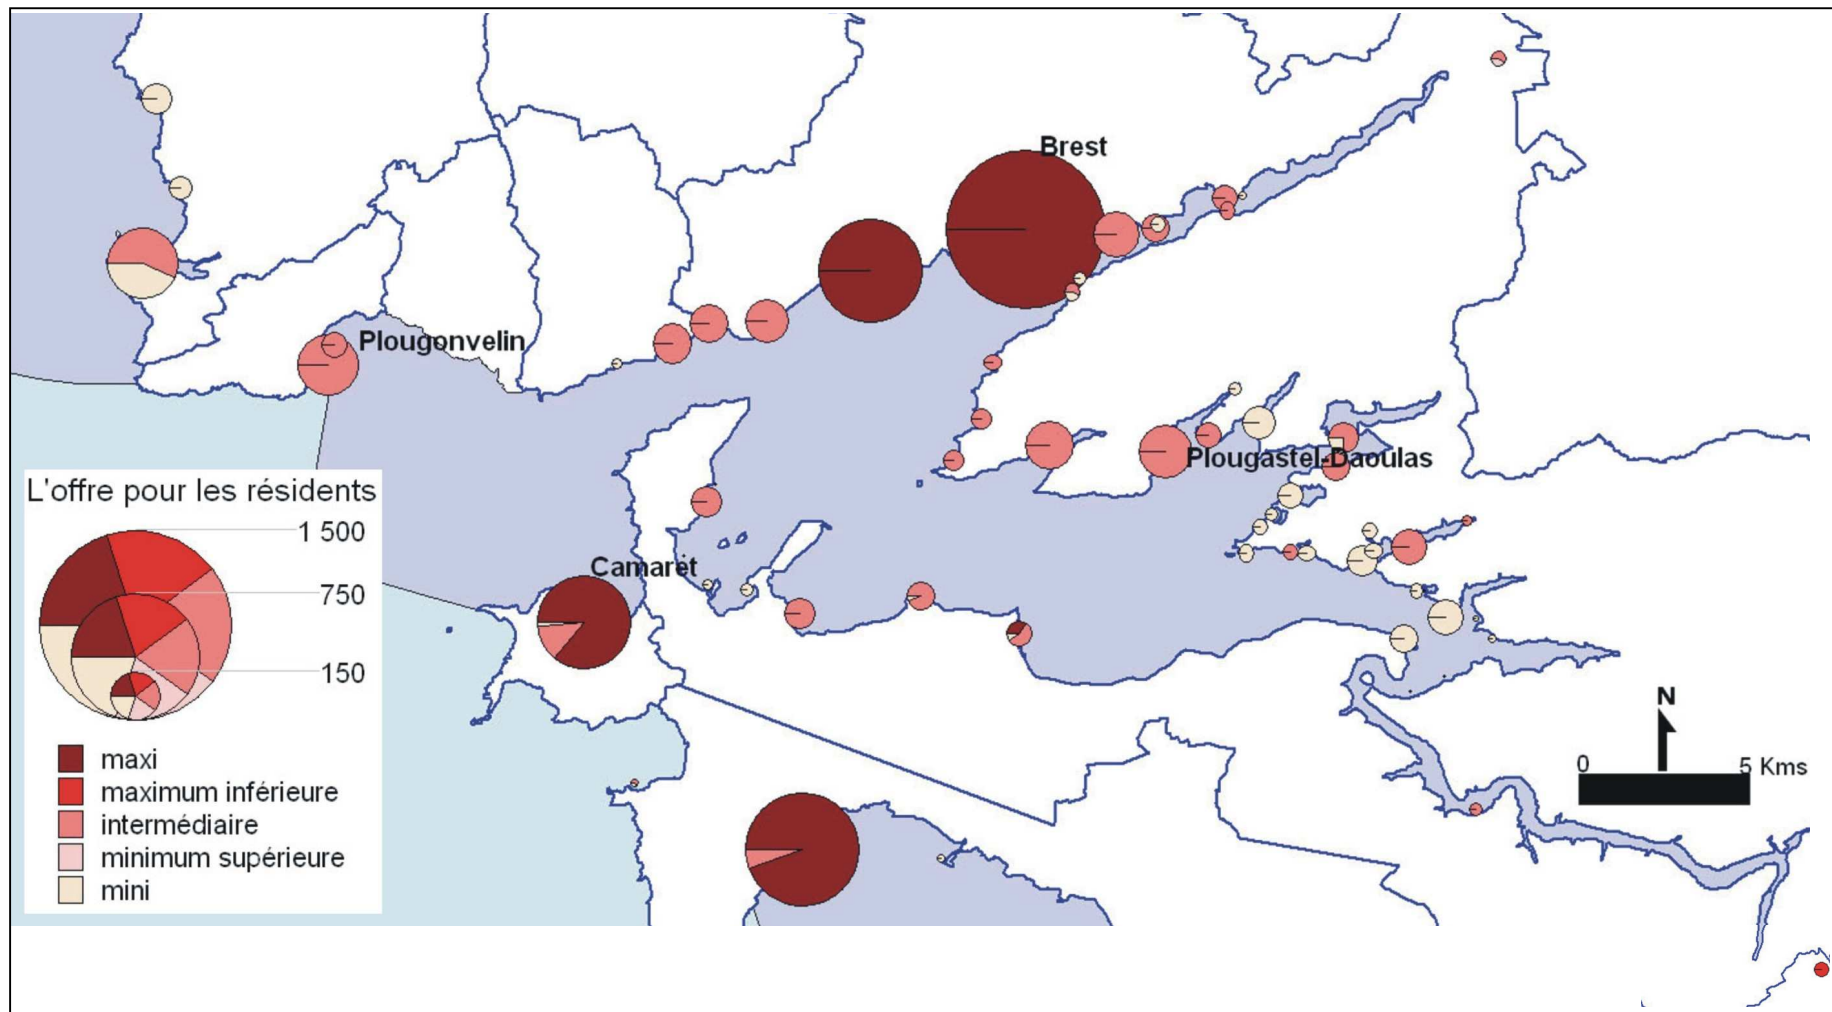 Brest
Plougonvelin
Plougastel-Daoulas
Camaret
L'offre pour les résidents
1 500
750
150
maxi
maximum inférieure
intermédiaire
minimum supérieure
mini
N
0 5 Kms